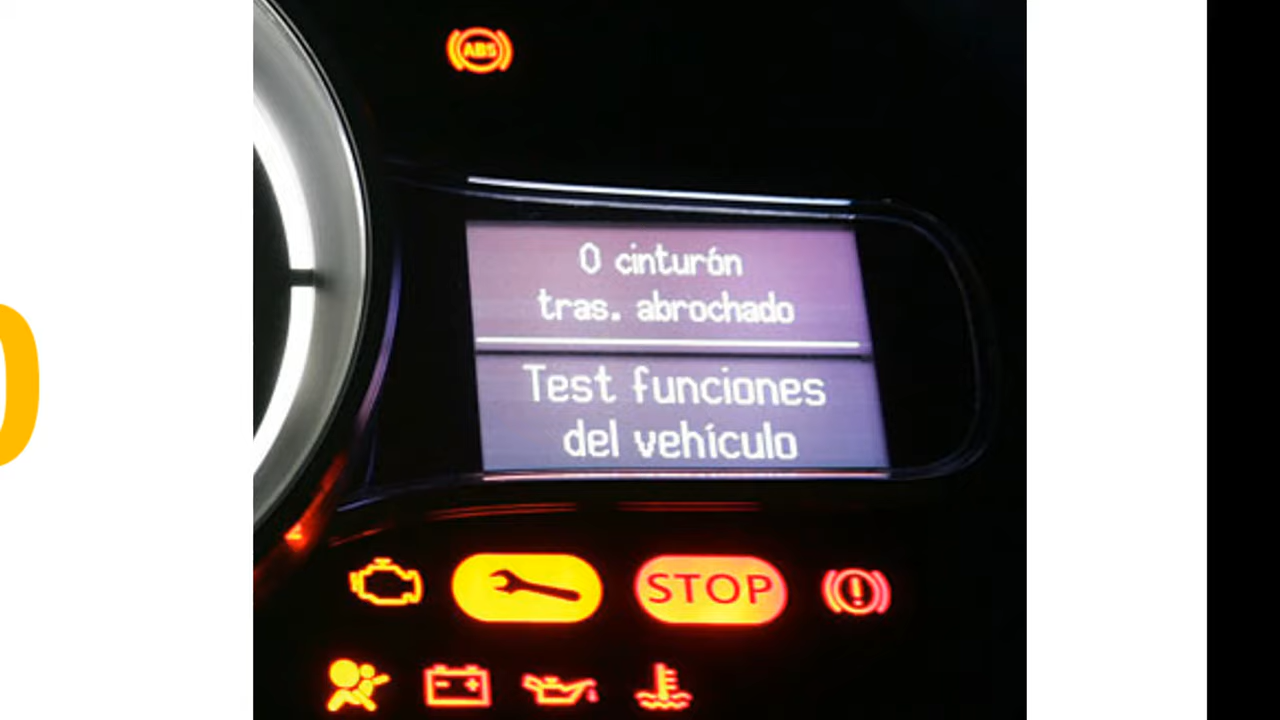 ABS
0 cinturón
tras. abrochado
Test funciones
del vehículo
STOP